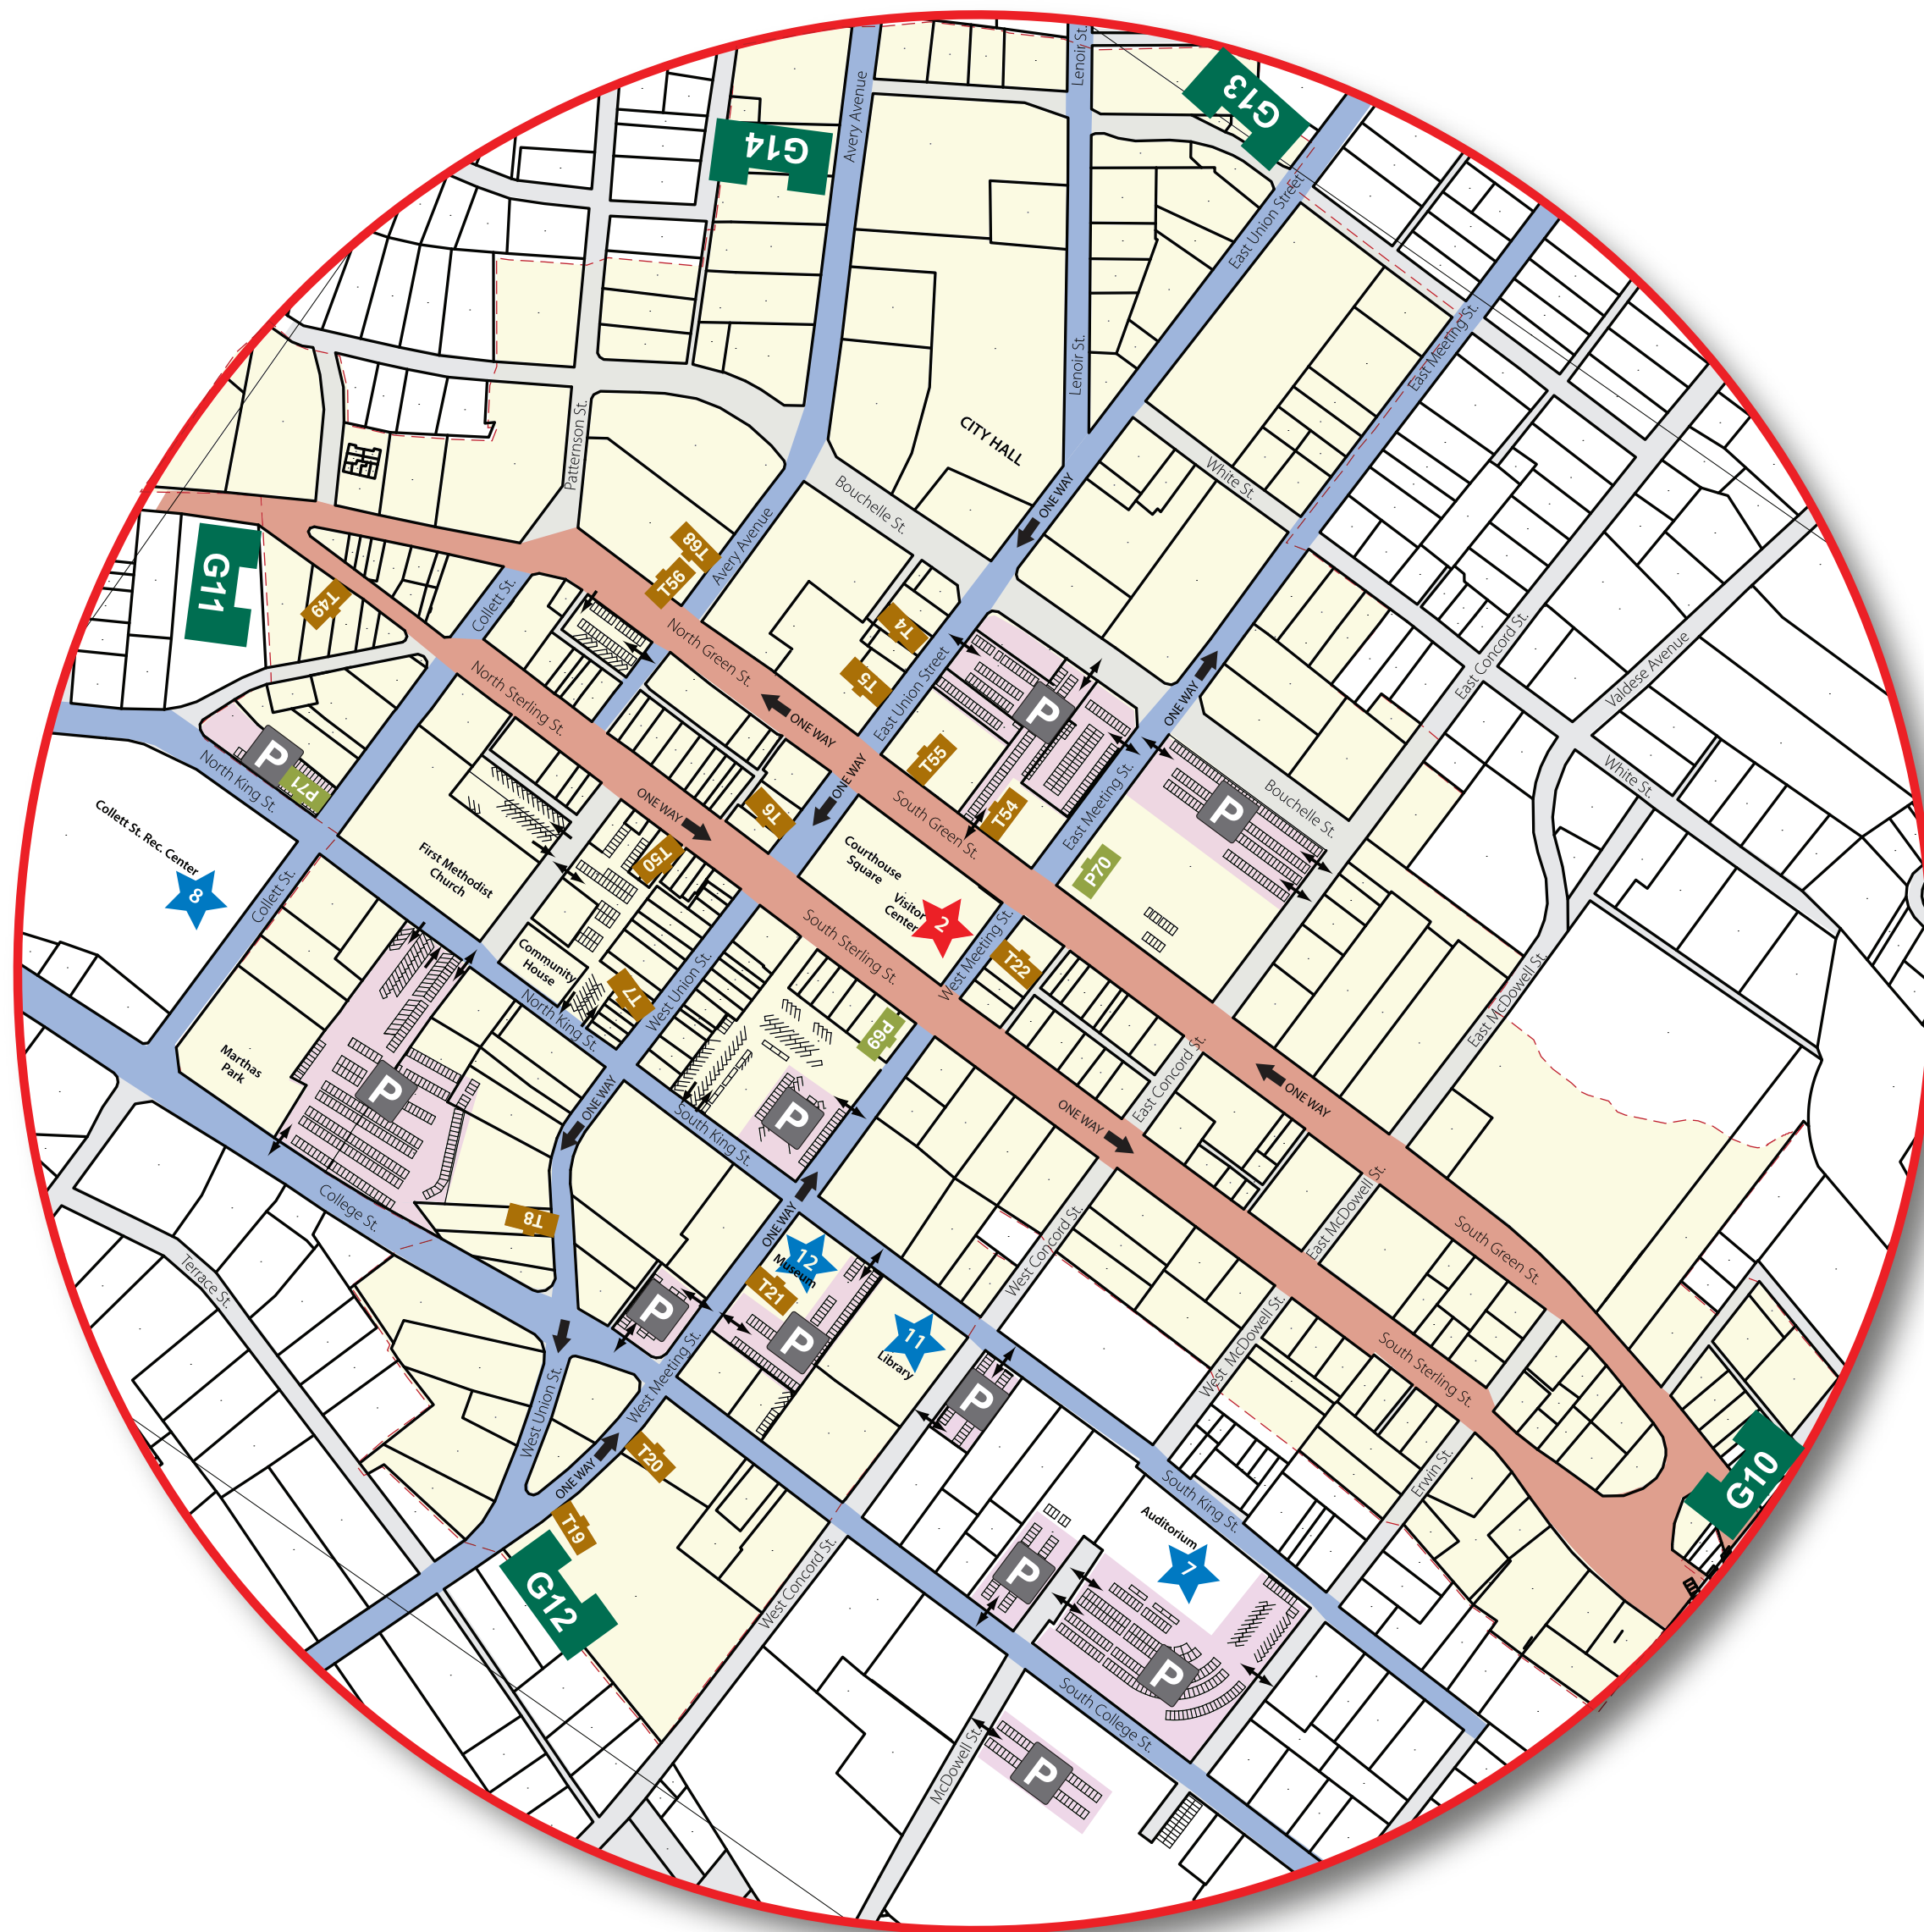 Lenoir St.
G13
Avery Avenue
G14
East Union Street
East Meeting St.
Lenoir St.
Patternson St.
CITY HALL
White St.
Bouchelle St.
ONE WAY
T68
T56
Avery Avenue
G11
T49
Collett St.
North Green St.
T4
T5
East Union Street
East Concord St.
Valdese Avenue
North Sterling St.
ONE WAY
P
ONE WAY
North King St.
P
P71
T55
ONE WAY
White St.
East Meeting St.
Bouchelle St.
P
Collett St. Rec. Center
8
ONE WAY
T6
T54
South Green St.
First Methodist
Church
T50
Courthouse
Square
P70
Collett St.
Visitor
Center
2
South Sterling St.
West Meeting St.
T22
Community
House
T7
West Union St.
North King St.
P69
East McDowell St.
Marthas
Park
P
ONE WAY
P
South King St.
ONE WAY
East Concord St.
ONE WAY
College St.
T8
ONE WAY
12
Museum
T21
West Concord St.
East McDowell St.
South Green St.
Terrace St.
P
P
11
Library
West McDowell St.
South Sterling St.
West Union St.
West Meeting St.
P
ONE WAY
T20
T19
G12
South King St.
Erwin St.
G10
Auditorium
7
P
West Concord St.
P
South College St.
McDowell St.
P